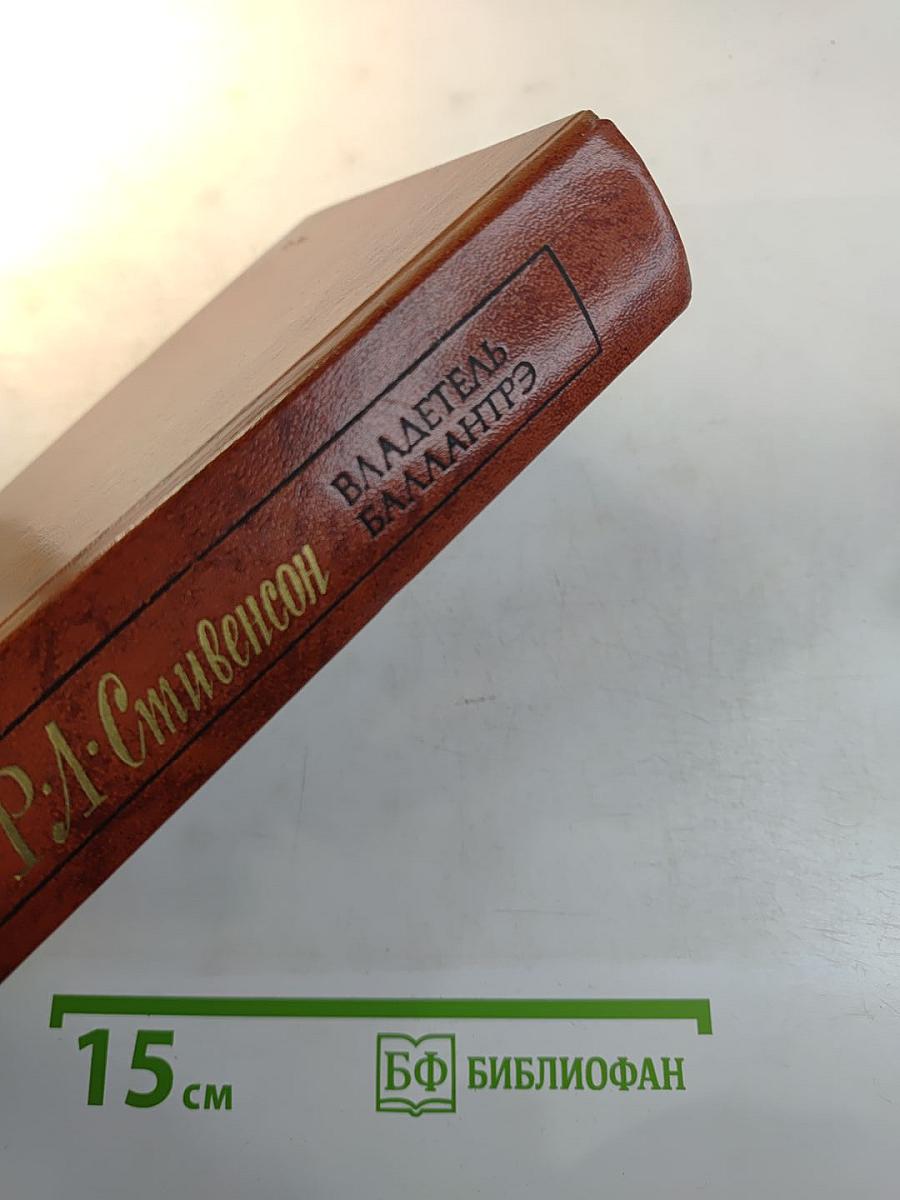 Р·Л·Стивенсон
ВЛАДЕТЕЛЬ
БАЛЛАНТРЭ
15 см
БФ БИБЛИОФАН